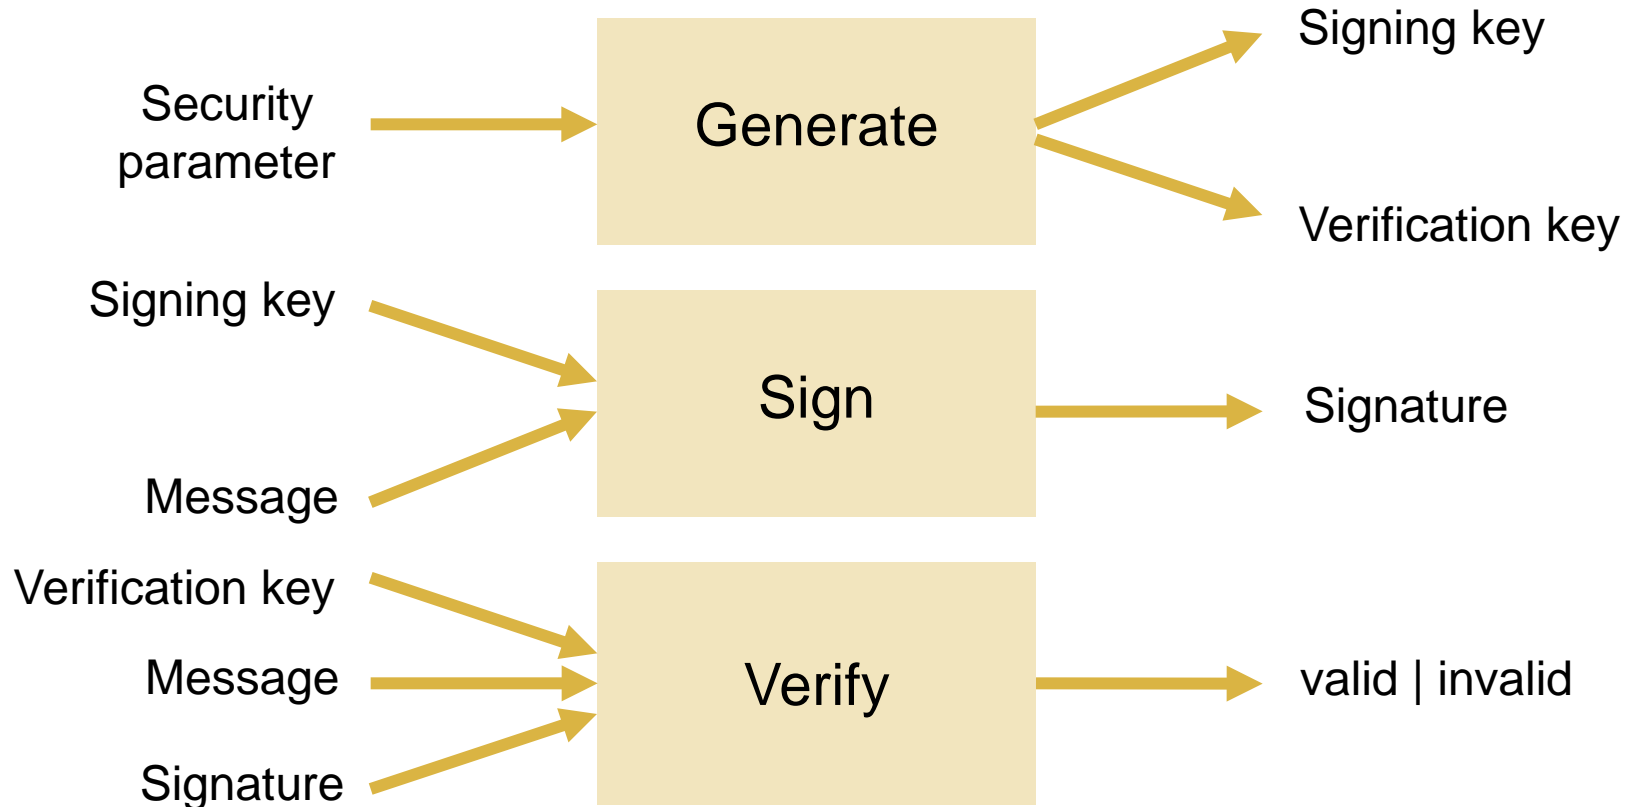 Security
parameter
Generate
Signing key
Verification key
Signing key
Message
Sign
Signature
Verification key
Message
Signature
Verify
valid | invalid